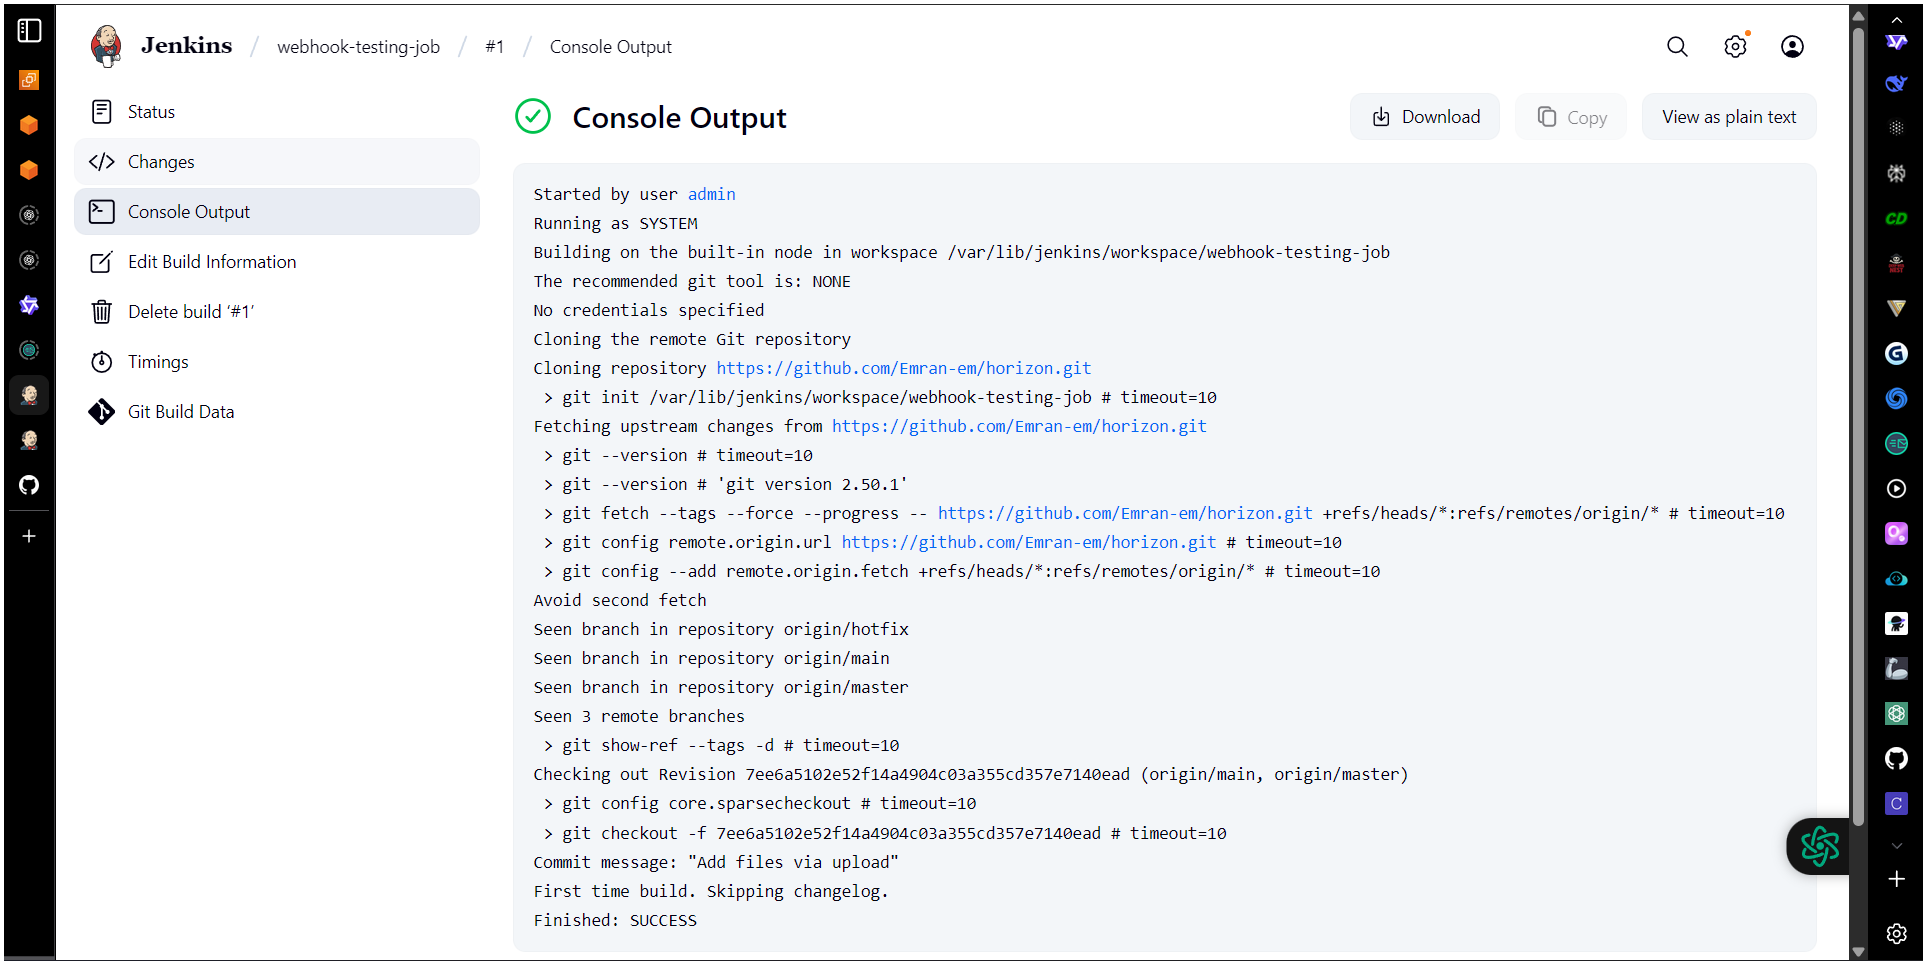 Jenkins / webhook-testing-job / #1 / Console Output
Status
Changes
Console Output
Edit Build Information
Delete build ‘#1’
Timings
Git Build Data
Console Output
Download
Copy
View as plain text
Started by user admin
Running as SYSTEM
Building on the built-in node in workspace /var/lib/jenkins/workspace/webhook-testing-job
The recommended git tool is: NONE
No credentials specified
Cloning the remote Git repository
Cloning repository https://github.com/Emran-em/horizon.git
 > git init /var/lib/jenkins/workspace/webhook-testing-job # timeout=10
Fetching upstream changes from https://github.com/Emran-em/horizon.git
 > git --version # timeout=10
 > git --version # 'git version 2.50.1'
 > git fetch --tags --force --progress -- https://github.com/Emran-em/horizon.git +refs/heads/*:refs/remotes/origin/* # timeout=10
 > git config remote.origin.url https://github.com/Emran-em/horizon.git # timeout=10
 > git config --add remote.origin.fetch +refs/heads/*:refs/remotes/origin/* # timeout=10
Avoid second fetch
Seen branch in repository origin/hotfix
Seen branch in repository origin/main
Seen branch in repository origin/master
Seen 3 remote branches
 > git show-ref --tags -d # timeout=10
Checking out Revision 7ee6a5102e52f14a4904c03a355cd357e7140ead (origin/main, origin/master)
 > git config core.sparsecheckout # timeout=10
 > git checkout -f 7ee6a5102e52f14a4904c03a355cd357e7140ead # timeout=10
Commit message: "Add files via upload"
First time build. Skipping changelog.
Finished: SUCCESS
CD
C